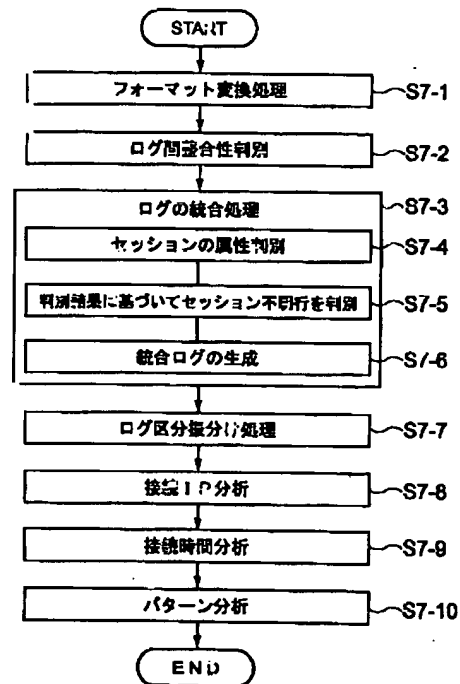 START
フォーマット変換処理
S7-1
ログ間整合性判別
S7-2
ログの統合処理
S7-3
セッションの属性判別
S7-4
判別結果に基づいてセッション不明行を判別
S7-5
統合ログの生成
S7-6
ログ区分振分け処理
S7-7
接続IP分析
S7-8
接続時間分析
S7-9
パターン分析
S7-10
END